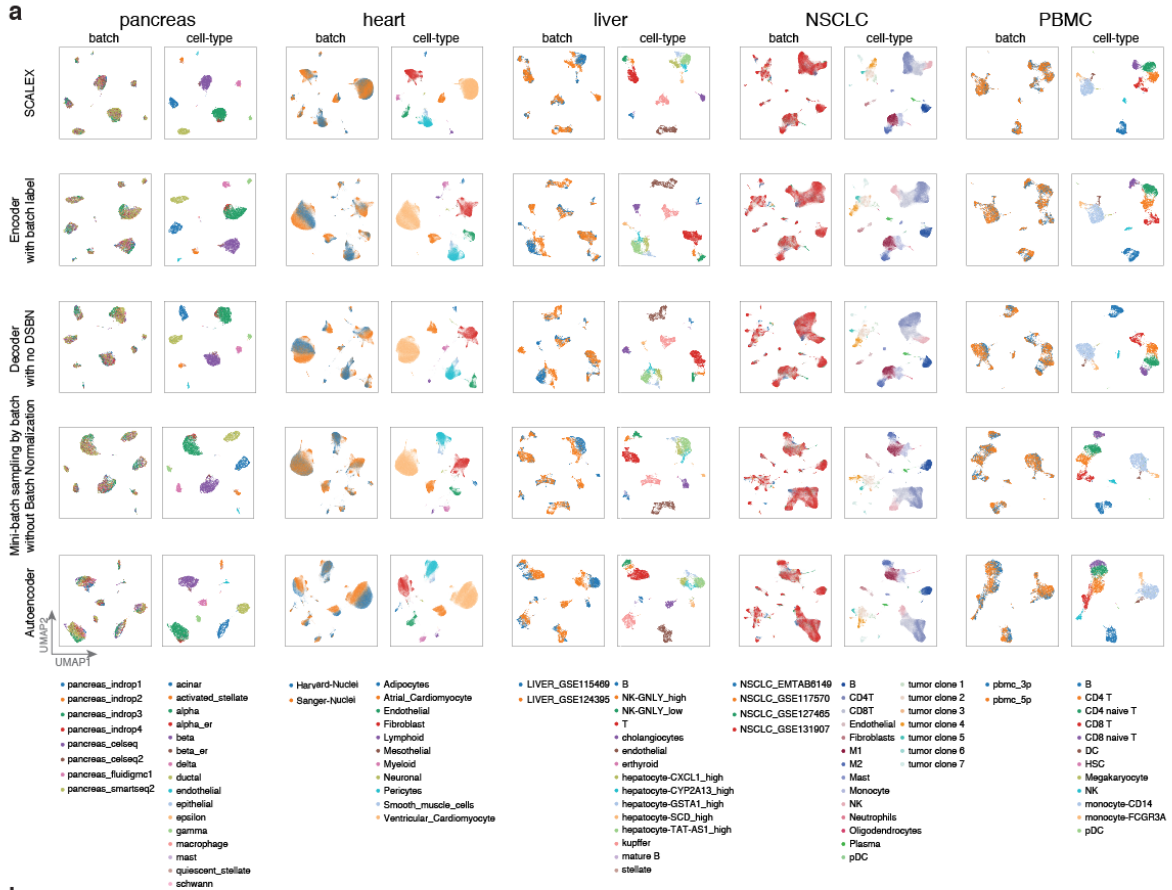 a
pancreas heart liver NSCLC PBMC
batch cell-type batch cell-type batch cell-type batch cell-type batch cell-type
SCALEX
Encoder
with batch label
Decoder
with no DSBN
Mini-batch sampling by batch
without Batch Normalization
Autoencoder
UMAP2
UMAP1
pancreas_indrop1
pancreas_indrop2
pancreas_indrop3
pancreas_indrop4
pancreas_celseq
pancreas_celseq2
pancreas_fluidigmc1
pancreas_smartseq2
acinar
activated_stellate
alpha
alpha_er
beta
beta_er
delta
ductal
endothelial
epithelial
epsilon
gamma
macrophage
mast
quiescent_stellate
schwann
Harvard-Nuclei
Sanger-Nuclei
Adipocytes
Atrial_Cardiomyocyte
Endothelial
Fibroblast
Lymphoid
Mesothelial
Myeloid
Neuronal
Pericytes
Smooth_muscle_cells
Ventricular_Cardiomyocyte
LIVER_GSE115469
LIVER_GSE124395
B
NK-GNLY_high
NK-GNLY_low
T
cholangiocytes
endothelial
erthyroid
hepatocyte-CXCL1_high
hepatocyte-CYP2A13_high
hepatocyte-GSTA1_high
hepatocyte-SCD_high
hepatocyte-TAT-AS1_high
kupffer
mature B
stellate
NSCLC_EMTAB6149
NSCLC_GSE117570
NSCLC_GSE127465
NSCLC_GSE131907
B
CD4T
CD8T
Endothelial
Fibroblasts
M1
M2
Mast
Monocyte
NK
Neutrophils
Oligodendrocytes
Plasma
pDC
tumor clone 1
tumor clone 2
tumor clone 3
tumor clone 4
tumor clone 5
tumor clone 6
tumor clone 7
pbmc_3p
pbmc_5p
B
CD4 T
CD4 naive T
CD8 T
CD8 naive T
DC
HSC
Megakaryocyte
NK
monocyte-CD14
monocyte-FCGR3A
pDC